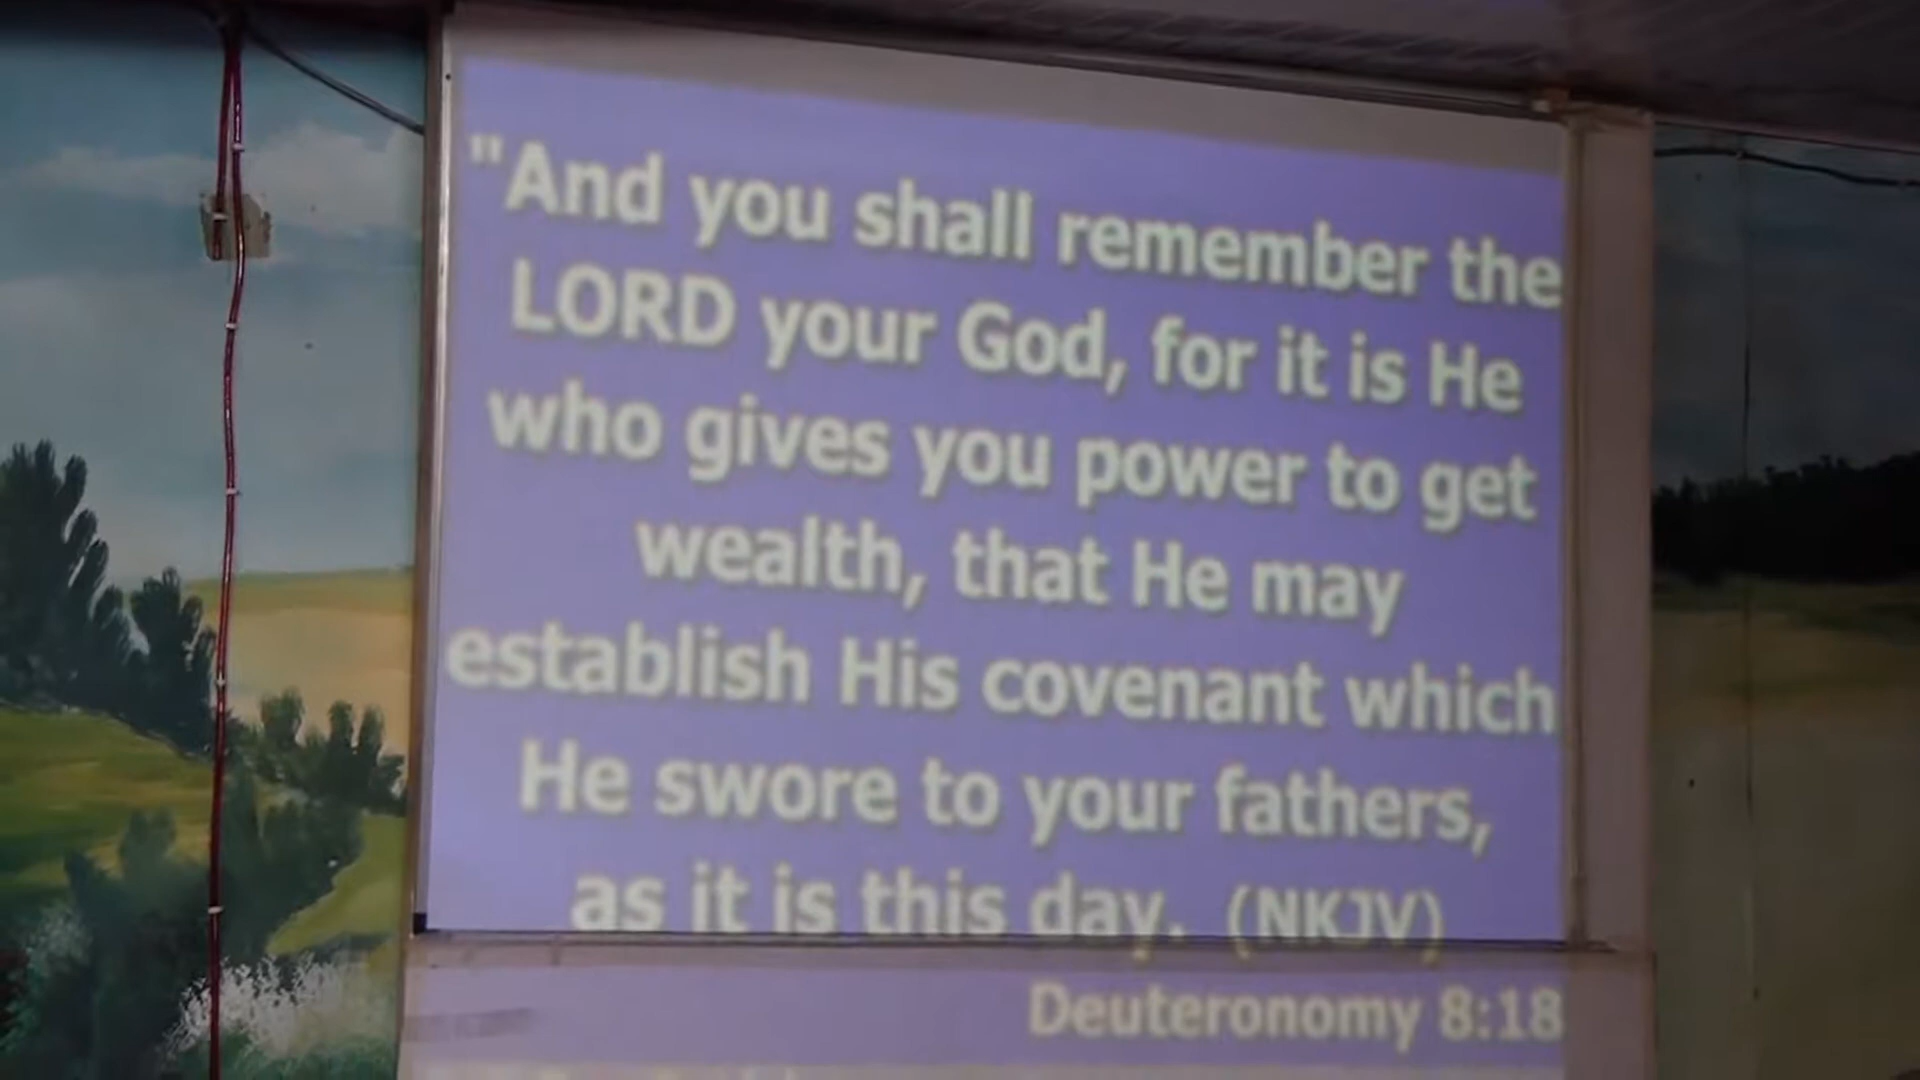 "And you shall remember the
LORD your God, for it is He
who gives you power to get
wealth, that He may
establish His covenant which
He swore to your fathers,
as it is this day. (NKJV)
Deuteronomy 8:18